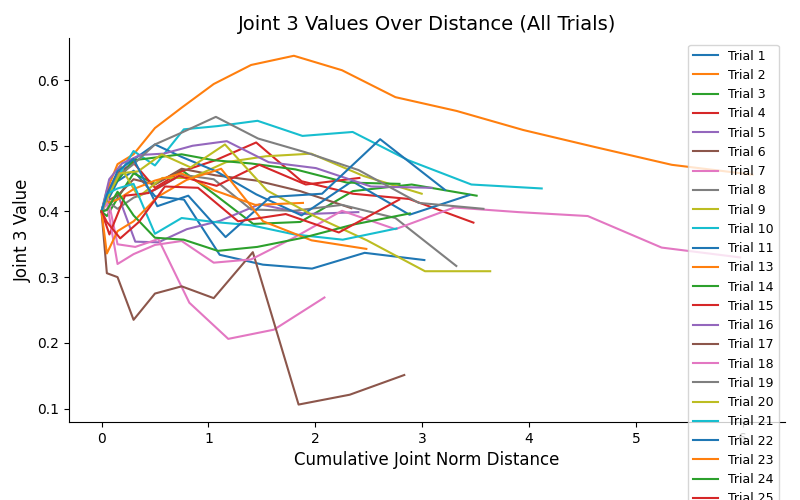 Joint 3 Values Over Distance (All Trials)
Joint 3 Value
0.6
0.5
0.4
0.3
0.2
0.1
0
1
2
3
4
5
Cumulative Joint Norm Distance
Trial 1
Trial 2
Trial 3
Trial 4
Trial 5
Trial 6
Trial 7
Trial 8
Trial 9
Trial 10
Trial 11
Trial 13
Trial 14
Trial 15
Trial 16
Trial 17
Trial 18
Trial 19
Trial 20
Trial 21
Trial 22
Trial 23
Trial 24
Trial 25